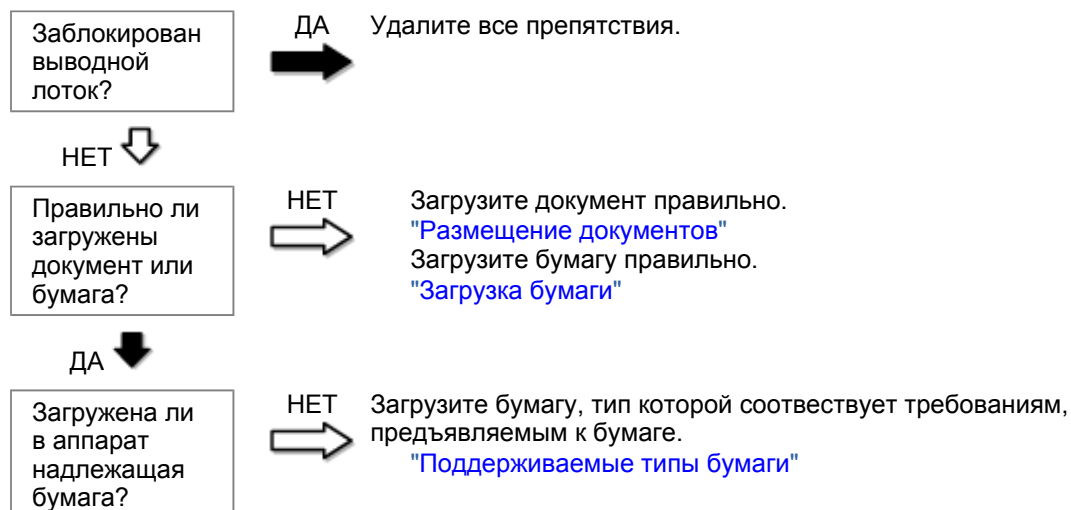 Заблокирован
выводной
лоток?
ДА
Удалите все препятствия.
НЕТ
Правильно ли
загружены
документ или
бумага?
НЕТ
Загрузите документ правильно.
"Размещение документов"
Загрузите бумагу правильно.
"Загрузка бумаги"
ДА
Загружена ли
в аппарат
надлежащая
бумага?
НЕТ
Загрузите бумагу, тип которой соотвествует требованиям,
предъявляемым к бумаге.
"Поддерживаемые типы бумаги"